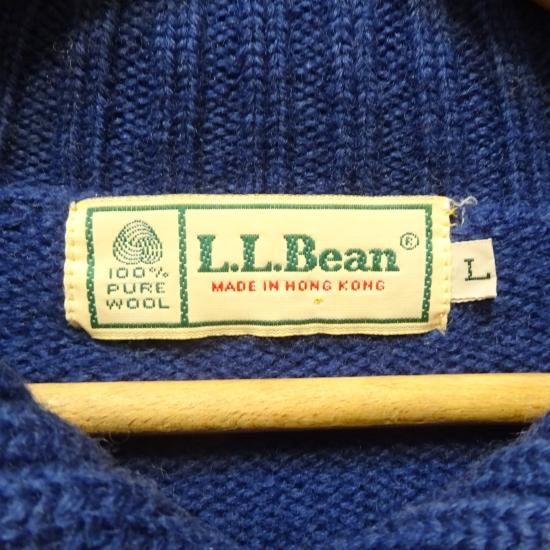 100%
PURE
WOOL
L.L.Bean®
MADE IN HONG KONG
L